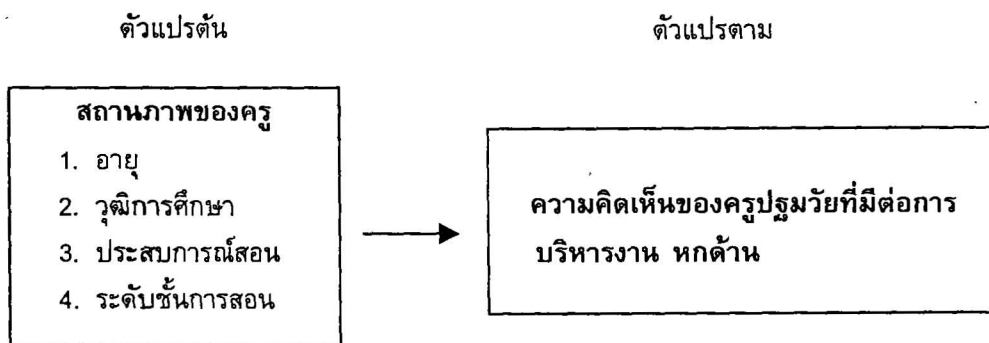 ตัวแปรต้น
ตัวแปรตาม
สถานภาพของครู
1. อายุ
2. วุฒิการศึกษา
3. ประสบการณ์สอน
4. ระดับชั้นการสอน
ความคิดเห็นของครูปฐมวัยที่มีต่อการ
บริหารงาน หกด้าน